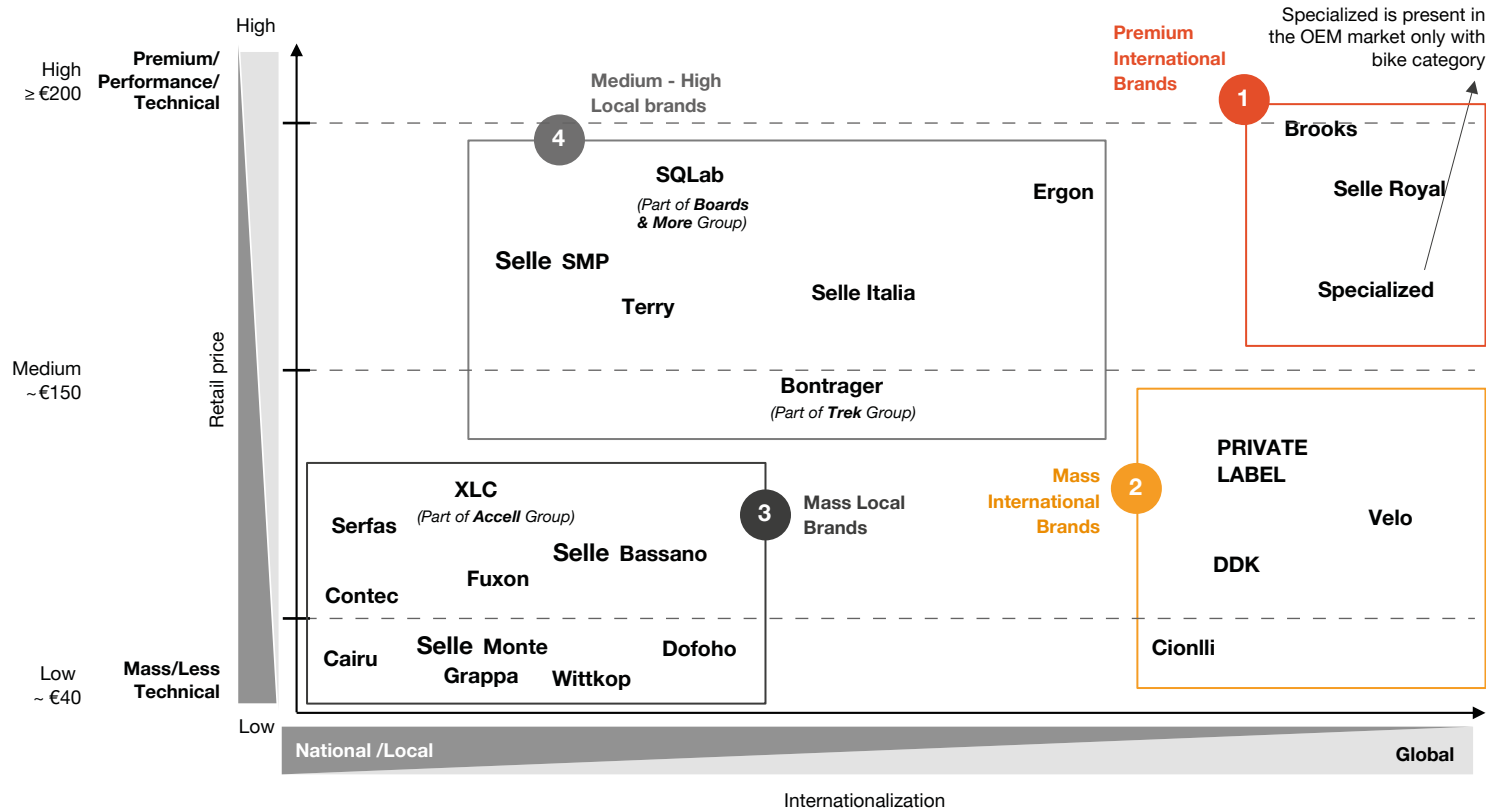 High
Premium/
Performance/
Technical
High
≥ €200
Medium - High
Local brands
4
Premium
International
Brands
1
Specialized is present in
the OEM market only with
bike category
Brooks
SQLab
(Part of Boards
& More Group)
Ergon
Selle Royal
Selle SMP
Terry
Selle Italia
Specialized
Retail price
Medium
~€150
Bontrager
(Part of Trek Group)
XLC
(Part of Accell Group)
Serfas
Selle Bassano
Fuxon
Contec
3
Mass Local
Brands
Mass
International
Brands
2
PRIVATE
LABEL
Velo
DDK
Cairu
Selle Monte
Grappa
Wittkop
Dofoho
Cionlli
Mass/Less
Technical
Low
~ €40
Low
National /Local
Global
Internationalization